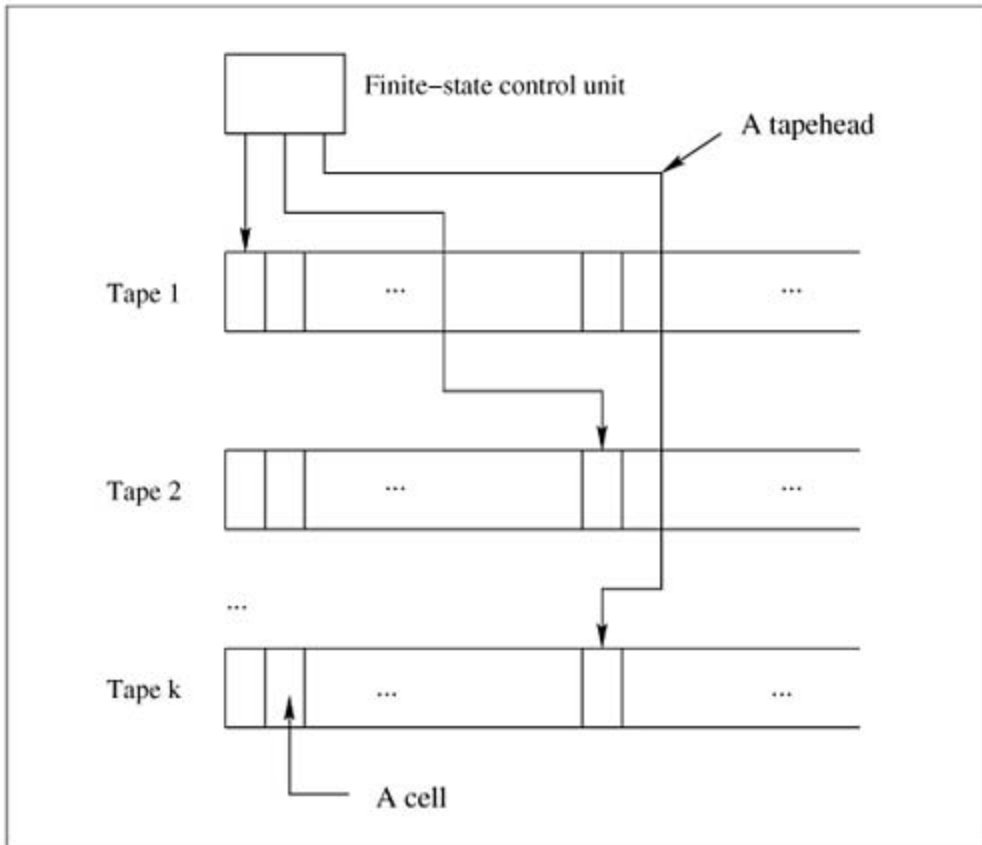 Finite−state control unit
A tapehead
Tape 1
...
...
Tape 2
...
...
...
Tape k
...
...
A cell